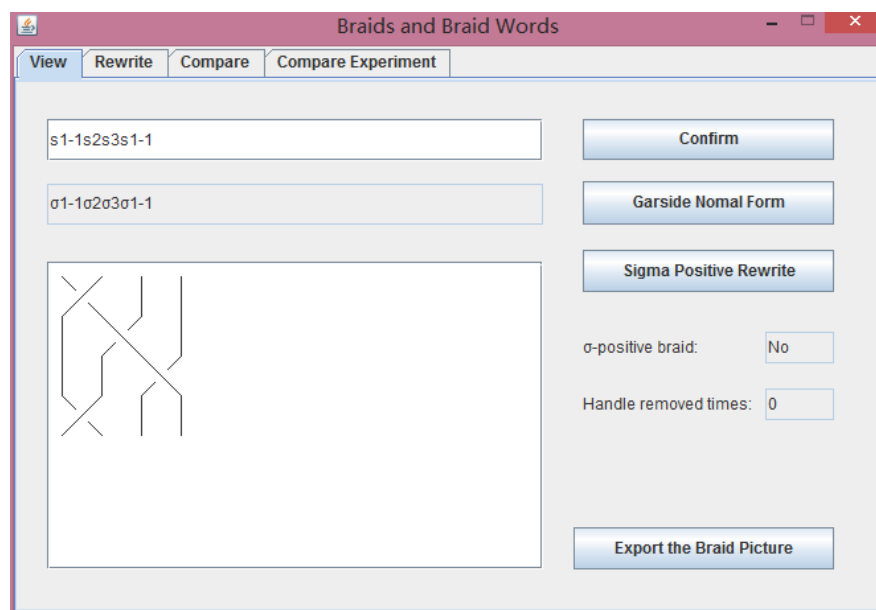 Braids and Braid Words
View Rewrite Compare Compare Experiment
s1-1s2s3s1-1
Confirm
σ1-1σ2σ3σ1-1
Garside Nomal Form
Sigma Positive Rewrite
σ-positive braid: No
Handle removed times: 0
Export the Braid Picture